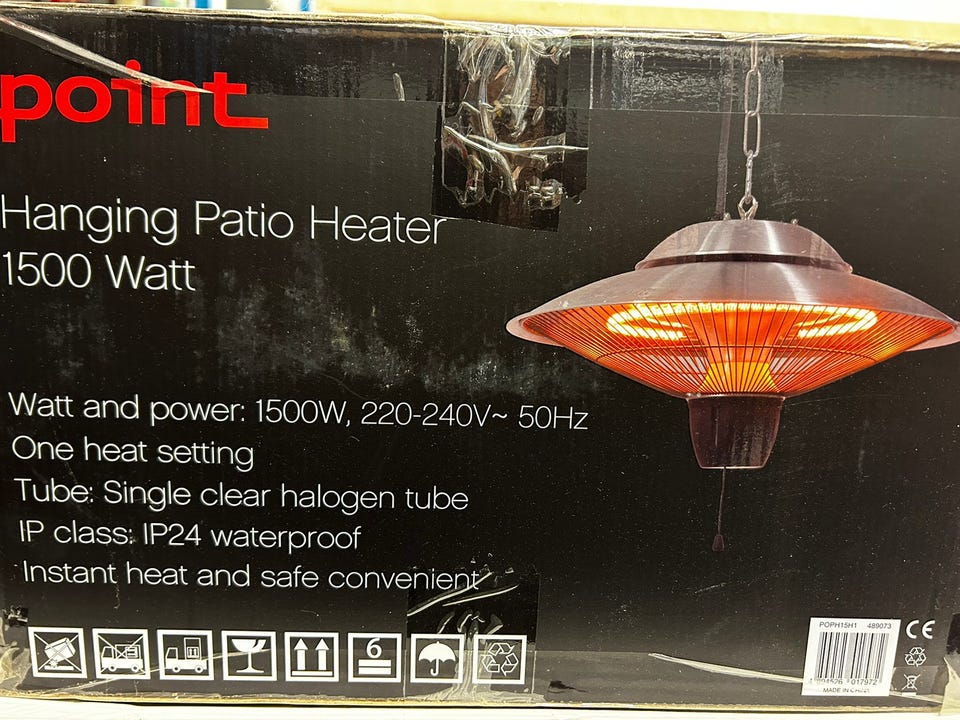 point
Hanging Patio Heater
1500 Watt
Watt and power: 1500W, 220-240V~ 50Hz
One heat setting
Tube: Single clear halogen tube
IP class: IP24 waterproof
Instant heat and safe convenient
6
POPH15H1 489073
017972
MADE IN CHINA
CE